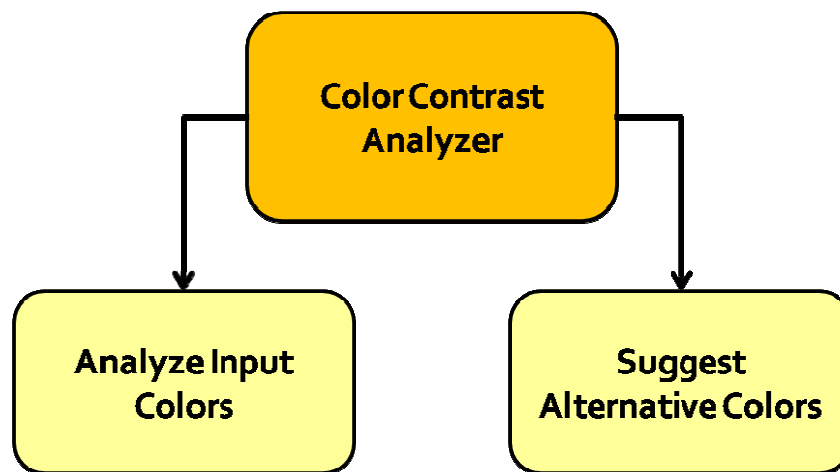 Color Contrast
Analyzer
Analyze Input
Colors
Suggest
Alternative Colors